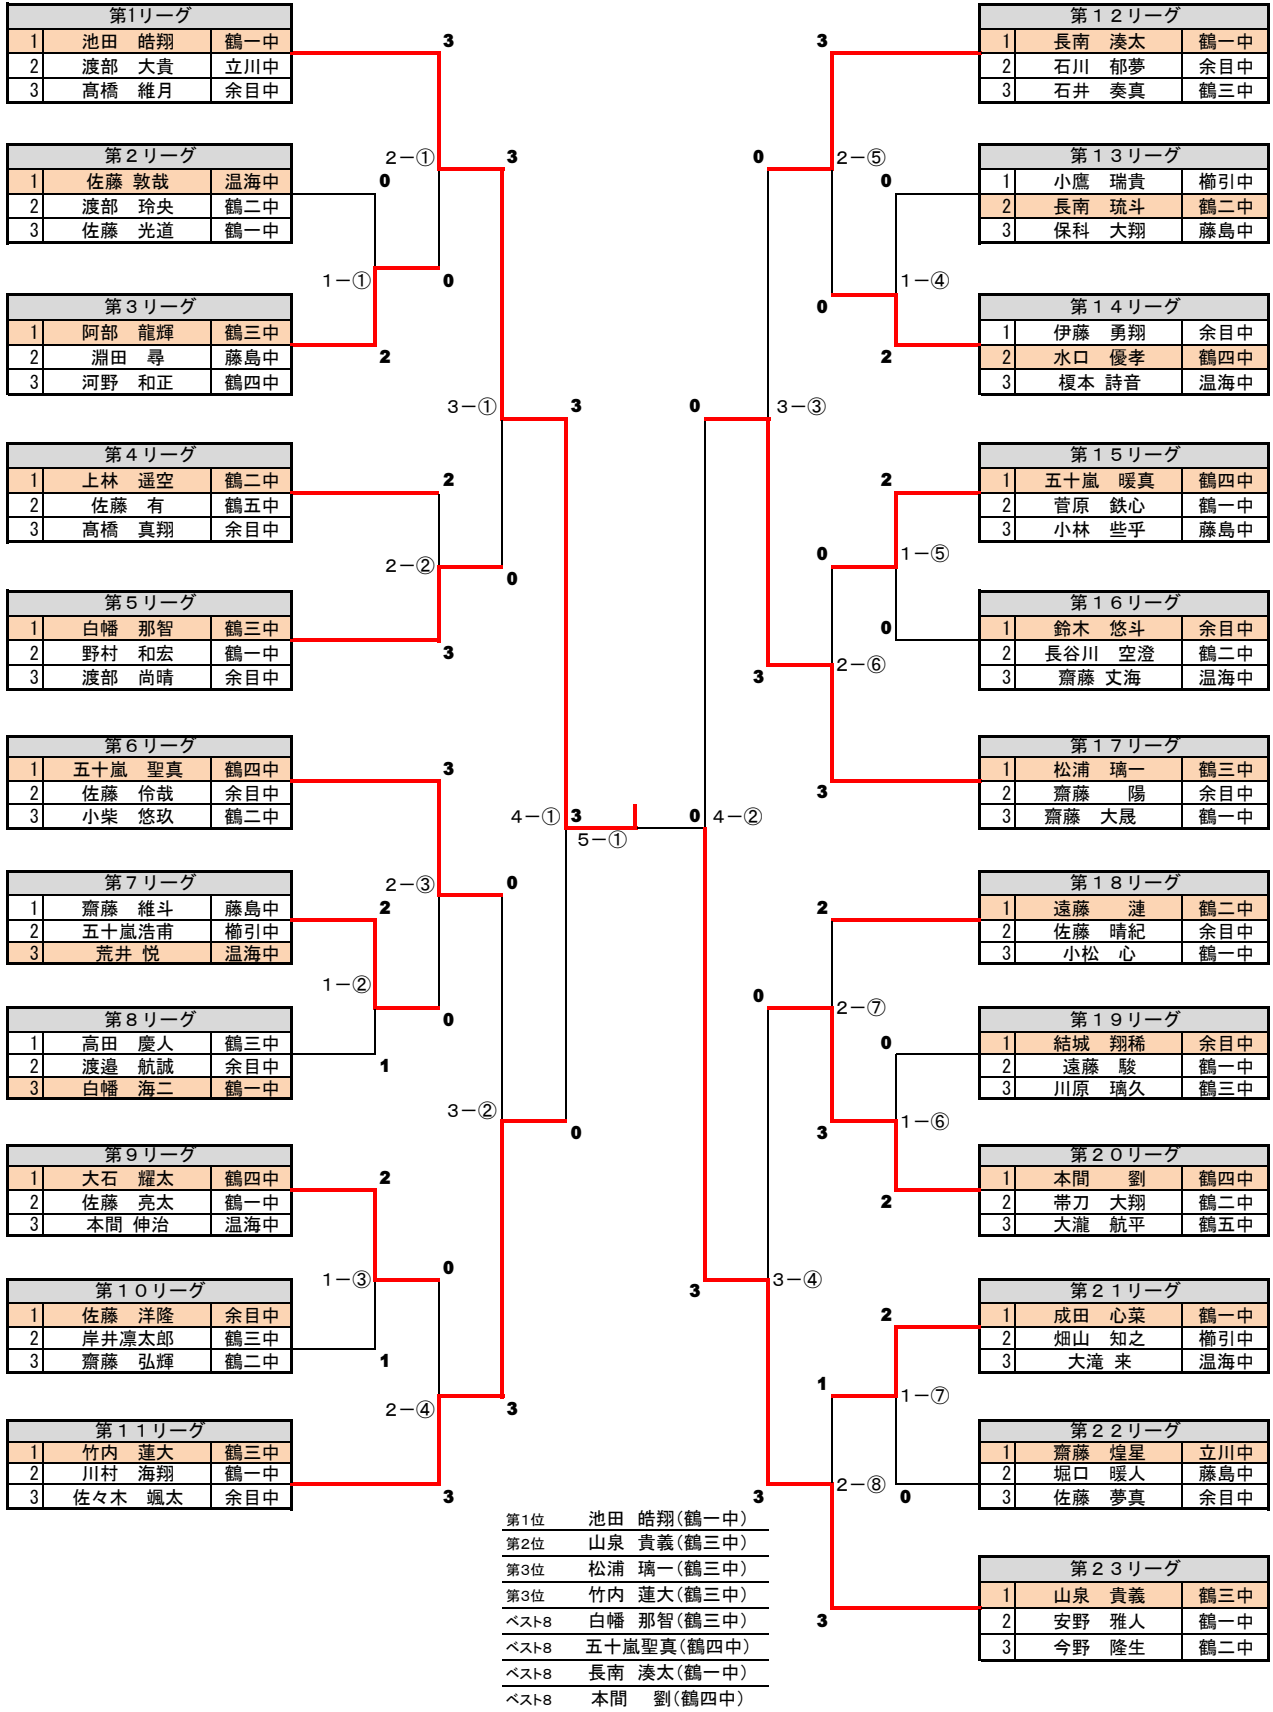 第1リーグ
1 池田 皓翔 鶴一中
2 渡部 大貴 立川中
3 髙橋 維月 余目中
第２リーグ
1 佐藤 敦哉 温海中
2 渡部 玲央 鶴二中
3 佐藤 光道 鶴一中
第３リーグ
1 阿部 龍輝 鶴三中
2 淵田 尋 藤島中
3 河野 和正 鶴四中
第４リーグ
1 上林 遥空 鶴二中
2 佐藤 有 鶴五中
3 髙橋 真翔 余目中
第５リーグ
1 白幡 那智 鶴三中
2 野村 和宏 鶴一中
3 渡部 尚晴 余目中
第６リーグ
1 五十嵐 聖真 鶴四中
2 佐藤 伶哉 余目中
3 小柴 悠玖 鶴二中
第７リーグ
1 齋藤 維斗 藤島中
2 五十嵐浩甫 櫛引中
3 荒井 悦 温海中
第８リーグ
1 高田 慶人 鶴三中
2 渡邉 航誠 余目中
3 白幡 海二 鶴一中
第９リーグ
1 大石 耀太 鶴四中
2 佐藤 亮太 鶴一中
3 本間 伸治 温海中
第１０リーグ
1 佐藤 洋隆 余目中
2 岸井凛太郎 鶴三中
3 齋藤 弘輝 鶴二中
第１１リーグ
1 竹内 蓮大 鶴三中
2 川村 海翔 鶴一中
3 佐々木 颯太 余目中
3
2－①
3
0
1－①
0
2
3－①
3
2
2－②
0
3
3
4－①
3
5－①
2－③
0
2
1－②
0
1
3－②
0
2
1－③
0
1
2－④
3
3
3
0
2－⑤
0
1－④
0
2
0
3－③
2
0
1－⑤
0
2－⑥
3
3
0
4－②
2
0
2－⑦
0
3
1－⑥
2
3
3－④
2
1
1－⑦
2－⑧
0
3
3
第１２リーグ
1 長南 湊太 鶴一中
2 石川 郁夢 余目中
3 石井 奏真 鶴三中
第１３リーグ
1 小鷹 瑞貴 櫛引中
2 長南 琉斗 鶴二中
3 保科 大翔 藤島中
第１４リーグ
1 伊藤 勇翔 余目中
2 水口 優孝 鶴四中
3 榎本 詩音 温海中
第１５リーグ
1 五十嵐 暖真 鶴四中
2 菅原 鉄心 鶴一中
3 小林 些乎 藤島中
第１６リーグ
1 鈴木 悠斗 余目中
2 長谷川 空澄 鶴二中
3 齋藤 丈海 温海中
第１７リーグ
1 松浦 璃一 鶴三中
2 齋藤 陽 余目中
3 齋藤 大晟 鶴一中
第１８リーグ
1 遠藤 漣 鶴二中
2 佐藤 晴紀 余目中
3 小松 心 鶴一中
第１９リーグ
1 結城 翔稀 余目中
2 遠藤 駿 鶴一中
3 川原 璃久 鶴三中
第２０リーグ
1 本間 劉 鶴四中
2 帯刀 大翔 鶴二中
3 大瀧 航平 鶴五中
第２１リーグ
1 成田 心菜 鶴一中
2 畑山 知之 櫛引中
3 大滝 来 温海中
第２２リーグ
1 齋藤 煌星 立川中
2 堀口 暖人 藤島中
3 佐藤 夢真 余目中
第２３リーグ
1 山泉 貴義 鶴三中
2 安野 雅人 鶴一中
3 今野 隆生 鶴二中
第1位 池田 皓翔(鶴一中)
第2位 山泉 貴義(鶴三中)
第3位 松浦 璃一(鶴三中)
第3位 竹内 蓮大(鶴三中)
ベスト8 白幡 那智(鶴三中)
ベスト8 五十嵐聖真(鶴四中)
ベスト8 長南 湊太(鶴一中)
ベスト8 本間 劉(鶴四中)